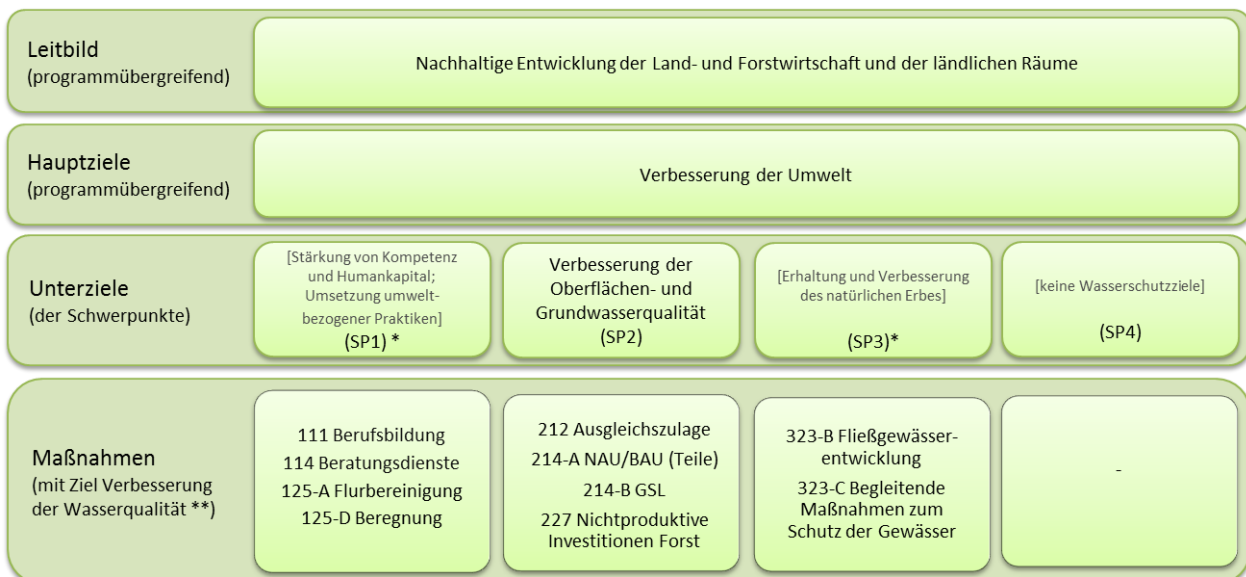 Leitbild
(programmübergreifend)
Nachhaltige Entwicklung der Land- und Forstwirtschaft und der ländlichen Räume
Hauptziele
(programmübergreifend)
Verbesserung der Umwelt
Unterziele
(der Schwerpunkte)
[Stärkung von Kompetenz
und Humankapital;
Umsetzung umwelt-
bezogener Praktiken]
(SP1) *
Verbesserung der
Oberflächen- und
Grundwasserqualität
(SP2)
[Erhaltung und Verbesserung
des natürlichen Erbes]
(SP3)*
[keine Wasserschutzziele]
(SP4)
Maßnahmen
(mit Ziel Verbesserung
der Wasserqualität **)
111 Berufsbildung
114 Beratungsdienste
125-A Flurbereinigung
125-D Beregnung
212 Ausgleichszulage
214-A NAU/BAU (Teile)
214-B GSL
227 Nichtproduktive
Investitionen Forst
323-B Fließgewässer-
entwicklung
323-C Begleitende
Maßnahmen zum
Schutz der Gewässer
-